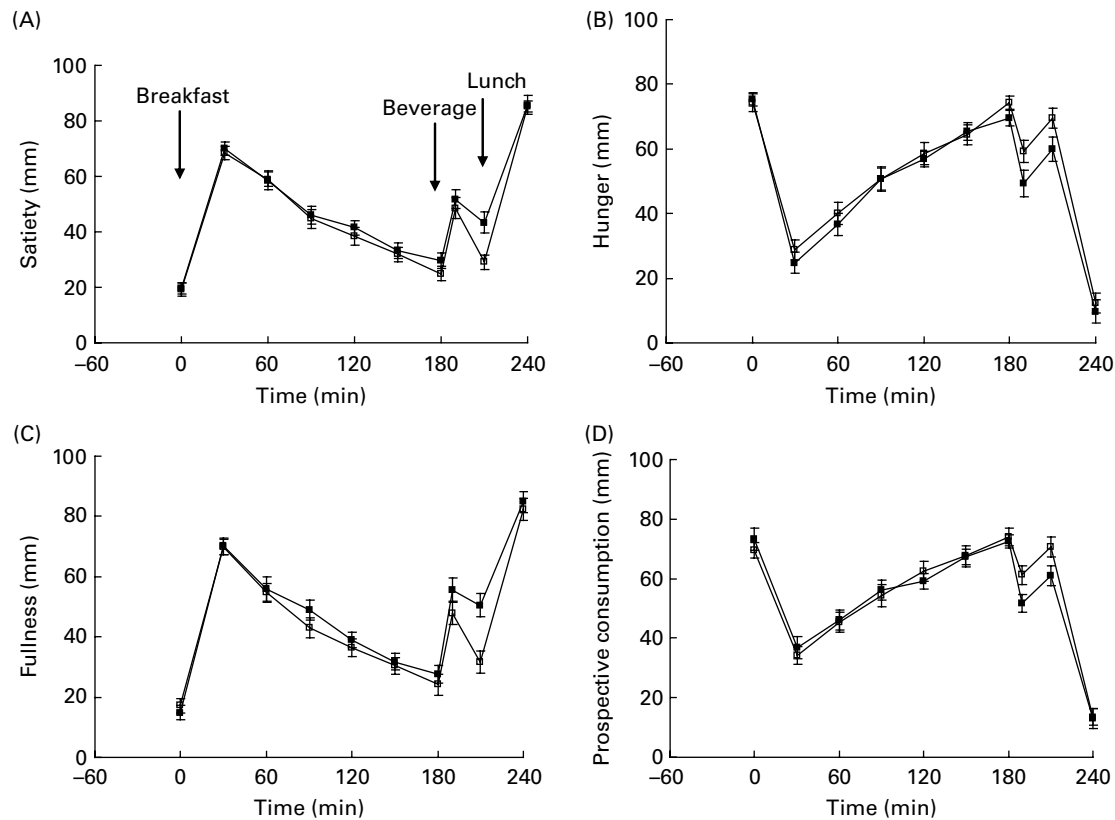 (A)
Satiety (mm)
100
80
60
40
20
0
Breakfast
Beverage
Lunch
–60 0 60 120 180 240
Time (min)
(B)
Hunger (mm)
100
80
60
40
20
0
–60 0 60 120 180 240
Time (min)
(C)
Fullness (mm)
100
80
60
40
20
0
–60 0 60 120 180 240
Time (min)
(D)
Prospective consumption (mm)
100
80
60
40
20
0
–60 0 60 120 180 240
Time (min)